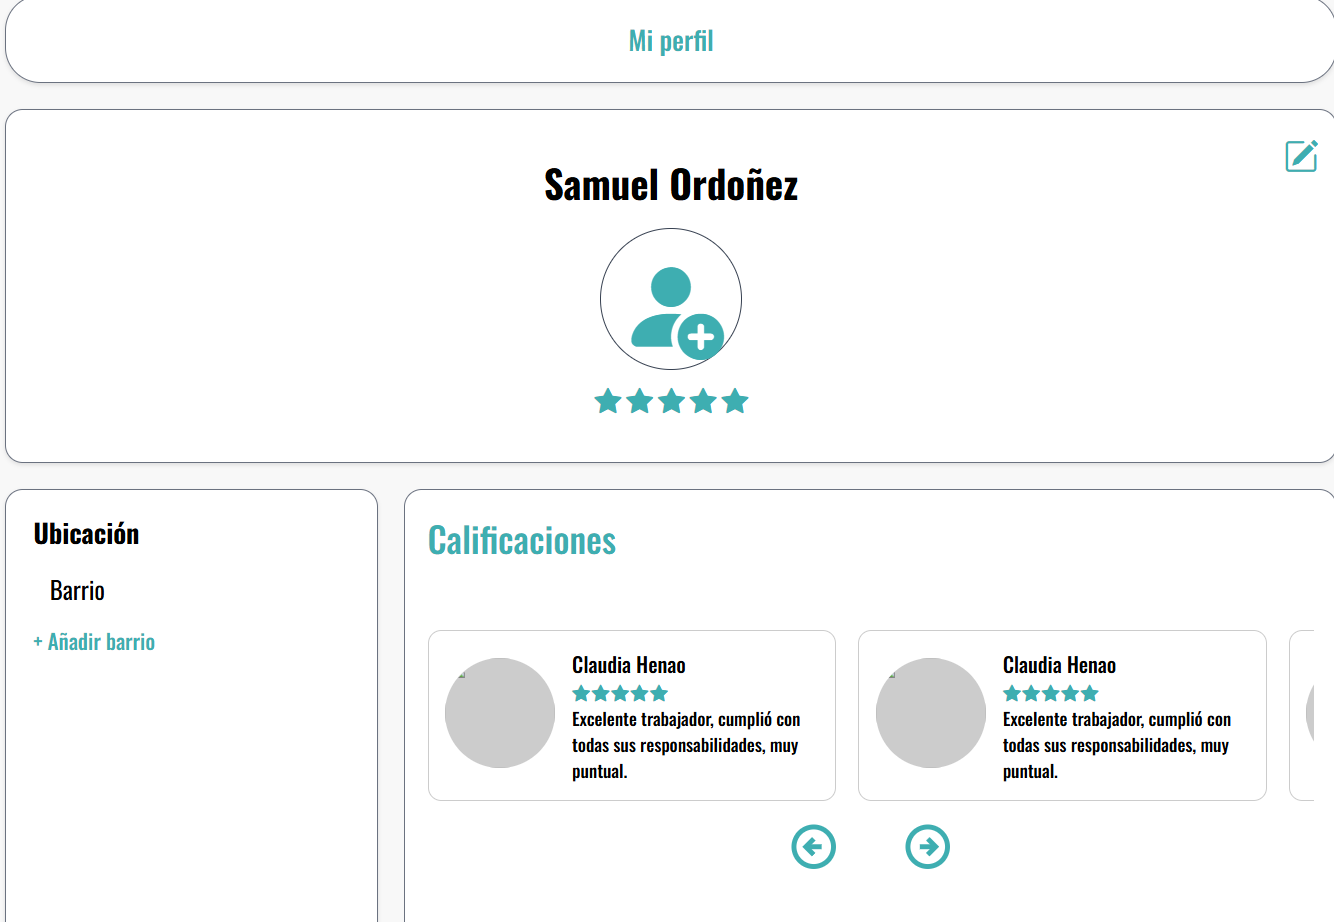 Mi perfil
Samuel Ordoñez
Ubicación
Barrio
+ Añadir barrio
Calificaciones
Claudia Henao
Excelente trabajador, cumplió con
todas sus responsabilidades, muy
puntual.
Claudia Henao
Excelente trabajador, cumplió con
todas sus responsabilidades, muy
puntual.